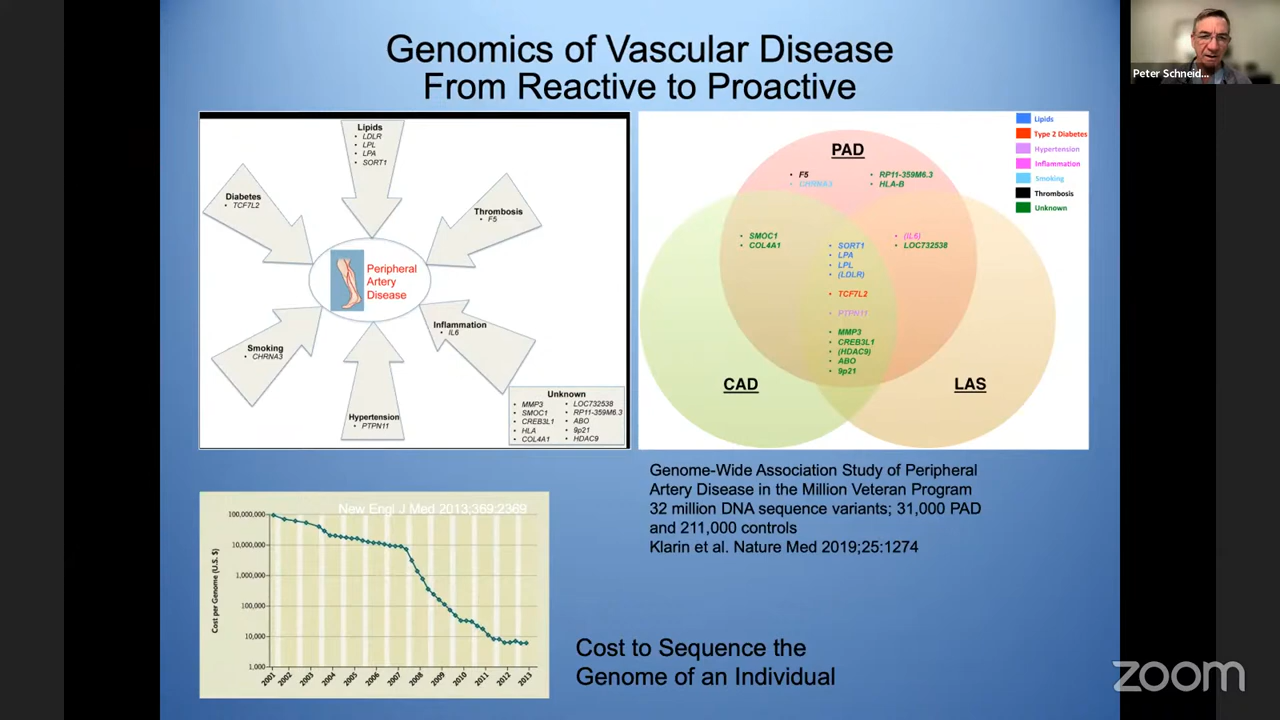 Genomics of Vascular Disease
From Reactive to Proactive
Peter Schneid...
Lipids
• LDLR
• LPL
• LPA
• SORT1
Diabetes
• TCF7L2
Thrombosis
• F5
Peripheral
Artery
Disease
Inflammation
• IL6
Smoking
• CHRNA3
Hypertension
• PTPN11
Unknown
• MMP3
• SMOC1
• CREB3L1
• HLA
• COL4A1
• LOC732538
• RP11-359M6.3
• ABO
• 9p21
• HDAC9
Lipids
Type 2 Diabetes
Hypertension
Inflammation
Smoking
Thrombosis
Unknown
PAD
• F5
• CHRNA3
• RP11-359M6.3
• HLA-B
• SMOC1
• COL4A1
• (IL6)
• LOC732538
• SORT1
• LPA
• LPL
• (LDLR)
• TCF7L2
• PTPN11
• MMP3
• CREB3L1
• (HDAC9)
• ABO
• 9p21
CAD
LAS
Genome-Wide Association Study of Peripheral
Artery Disease in the Million Veteran Program
32 million DNA sequence variants; 31,000 PAD
and 211,000 controls
Klarin et al. Nature Med 2019;25:1274
New Engl J Med 2013;369:2369
Cost per Genome (U.S. $)
100,000,000
10,000,000
1,000,000
100,000
10,000
1,000
2001 2002 2003 2004 2005 2006 2007 2008 2009 2010 2011 2012 2013
Cost to Sequence the
Genome of an Individual
zoom